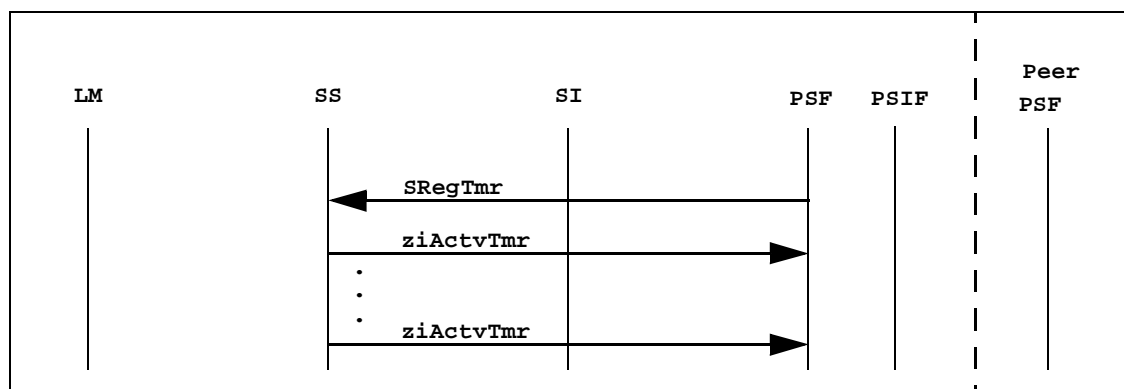 Peer
LM SS SI PSF PSIF PSF
SRegTmr
ziActvTmr
.
.
.
ziActvTmr